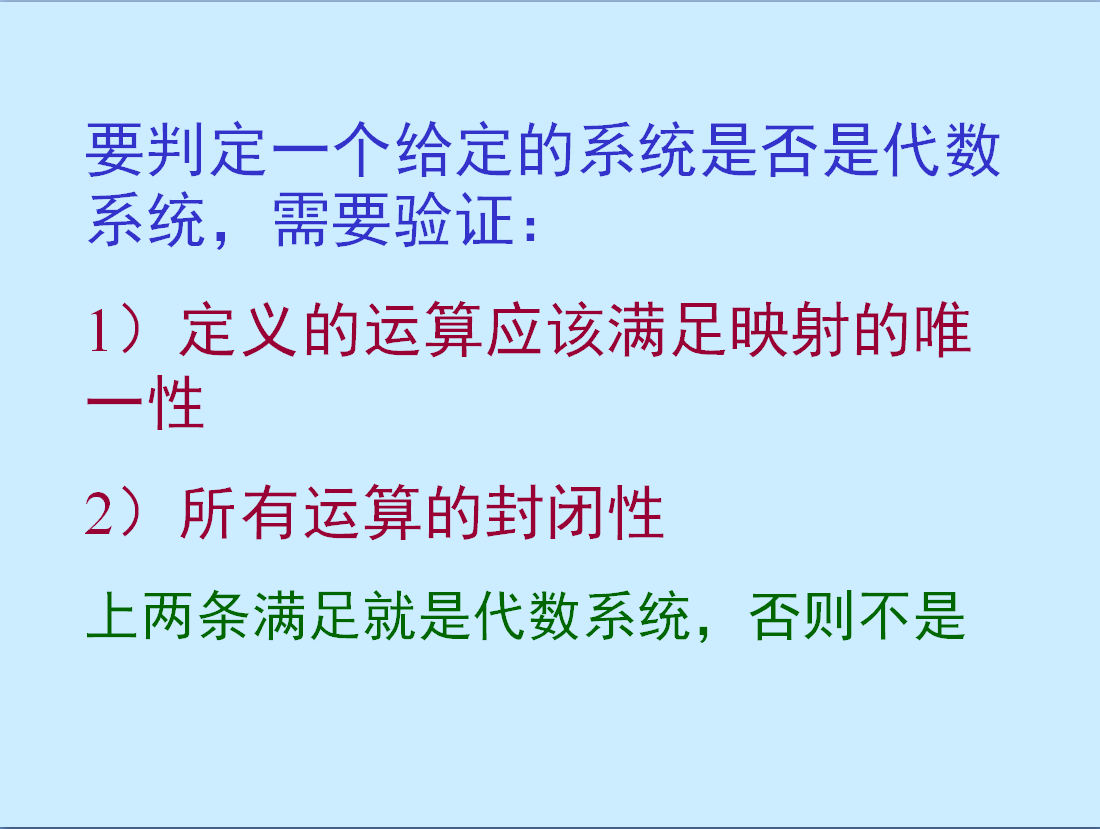 要判定一个给定的系统是否是代数
系统，需要验证：
1）定义的运算应该满足映射的唯
一性
2）所有运算的封闭性
上两条满足就是代数系统，否则不是